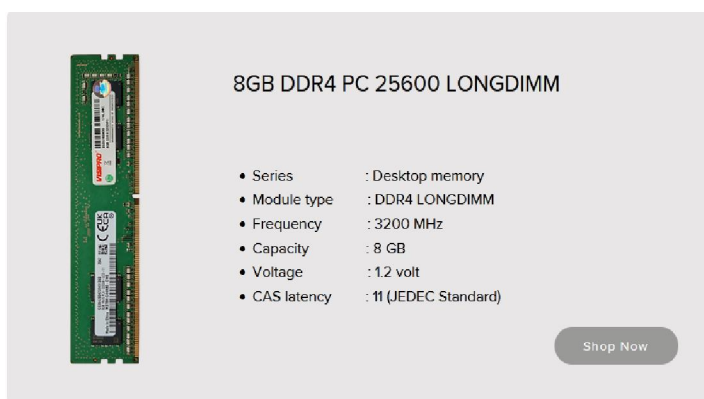 8GB DDR4 PC 25600 LONGDIMM
• Series : Desktop memory
• Module type : DDR4 LONGDIMM
• Frequency : 3200 MHz
• Capacity : 8 GB
• Voltage : 1.2 volt
• CAS latency : 11 (JEDEC Standard)
Shop Now